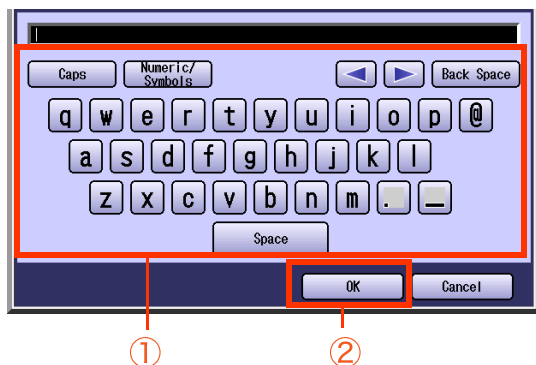 Caps Numeric/ Symbols ◀ ▶ Back Space
q w e r t y u i o p @
a s d f g h j k l
z x c v b n m . _
Space
OK Cancel
① ②